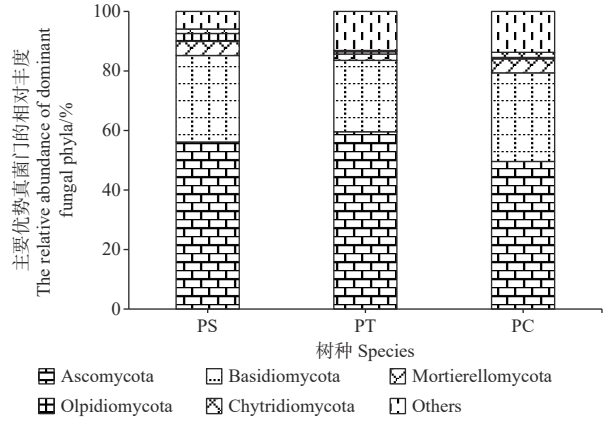 主要优势真菌门的相对丰度
The relative abundance of dominant
fungal phyla/%
100
80
60
40
20
0
PS PT PC
树种 Species
Ascomycota Basidiomycota Mortierellomycota
Olpidiomycota Chytridiomycota Others